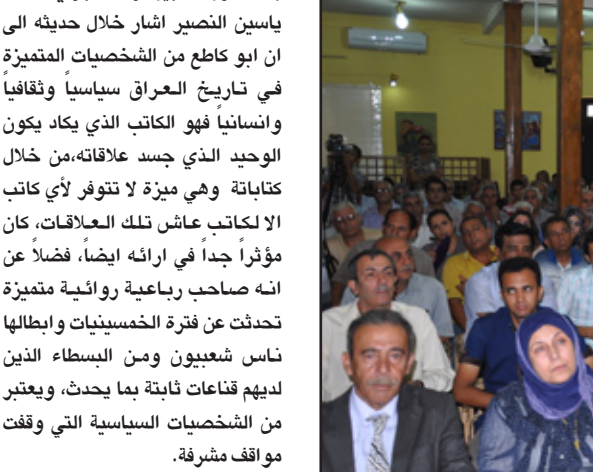 ياسين النصير اشار خلال حديثه الى
ان ابو كاطع من الشخصيات المتميزة
في تاريخ العراق سياسياً وثقافياً
وانسانياً فهو الكاتب الذي يكاد يكون
الوحيد الذي جسد علاقاته،من خلال
كتاباتة وهي ميزة لا تتوفر لأي كاتب
الا لكاتب عاش تلك العلاقات، كان
مؤثراً جداً في ارائه ايضاً، فضلاً عن
انه صاحب رباعية روائية متميزة
تحدثت عن فترة الخمسينيات وابطالها
ناس شعبيون ومن البسطاء الذين
لديهم قناعات ثابتة بما يحدث، ويعتبر
من الشخصيات السياسية التي وقفت
مواقف مشرفة.